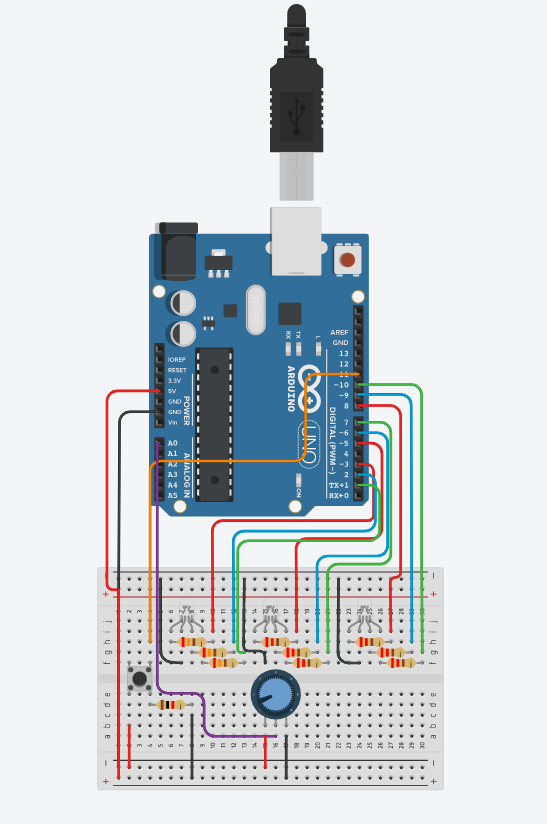 AREF
GND
13
12
~11
~10
~9
8
7
~6
~5
4
~3
2
TX→1
RX←0
IOREF
RESET
3.3V
5V
GND
GND
Vin
A0
A1
A2
A3
A4
A5
POWER
ANALOG IN
RX
TX
L
ARDUINO
UNO
DIGITAL (PWM~)
ON
j
i
h
g
f
e
d
c
b
a